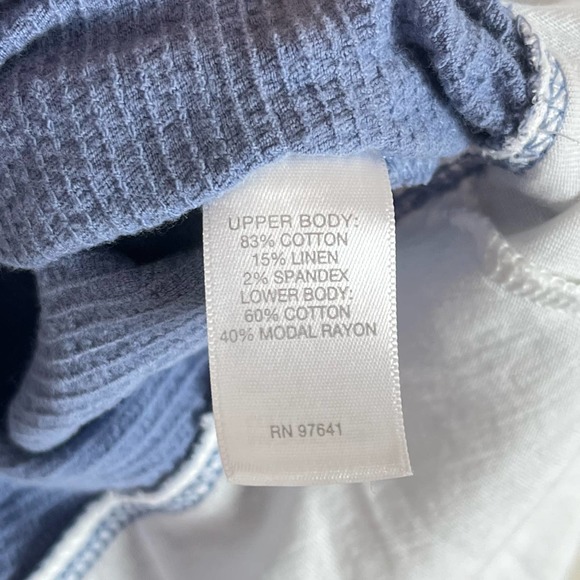 UPPER BODY:
83% COTTON
15% LINEN
2% SPANDEX
LOWER BODY:
60% COTTON
40% MODAL RAYON
RN 97641